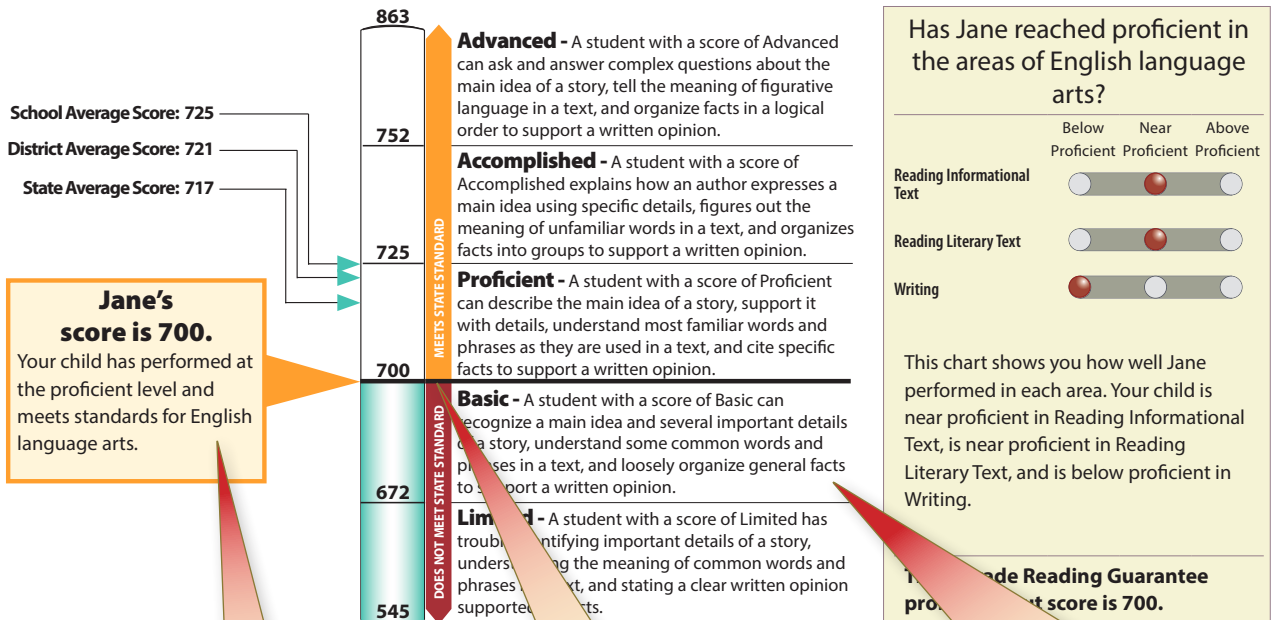 863
Advanced - A student with a score of Advanced
can ask and answer complex questions about the
main idea of a story, tell the meaning of figurative
language in a text, and organize facts in a logical
order to support a written opinion.
School Average Score: 725
District Average Score: 721
State Average Score: 717
752
Accomplished - A student with a score of
Accomplished explains how an author expresses a
main idea using specific details, figures out the
meaning of unfamiliar words in a text, and organizes
facts into groups to support a written opinion.
725
MEETS STATE STANDARD
Proficient - A student with a score of Proficient
can describe the main idea of a story, support it
with details, understand most familiar words and
phrases as they are used in a text, and cite specific
facts to support a written opinion.
Jane's
score is 700.
Your child has performed at
the proficient level and
meets standards for English
language arts.
700
DOES NOT MEET STATE STANDARD
Basic - A student with a score of Basic can
recognize a main idea and several important details
a story, understand some common words and
in a text, and loosely organize general facts
to a written opinion.
672
- A student with a score of Limited has
important details of a story,
the meaning of common words and
phrases and stating a clear written opinion
supported
545
Has Jane reached proficient in
the areas of English language
arts?
Below Near Above
Proficient Proficient Proficient
Reading Informational
Text
Reading Literary Text
Writing
This chart shows you how well Jane
performed in each area. Your child is
near proficient in Reading Informational
Text, is near proficient in Reading
Literary Text, and is below proficient in
Writing.
Reading Guarantee
score is 700.